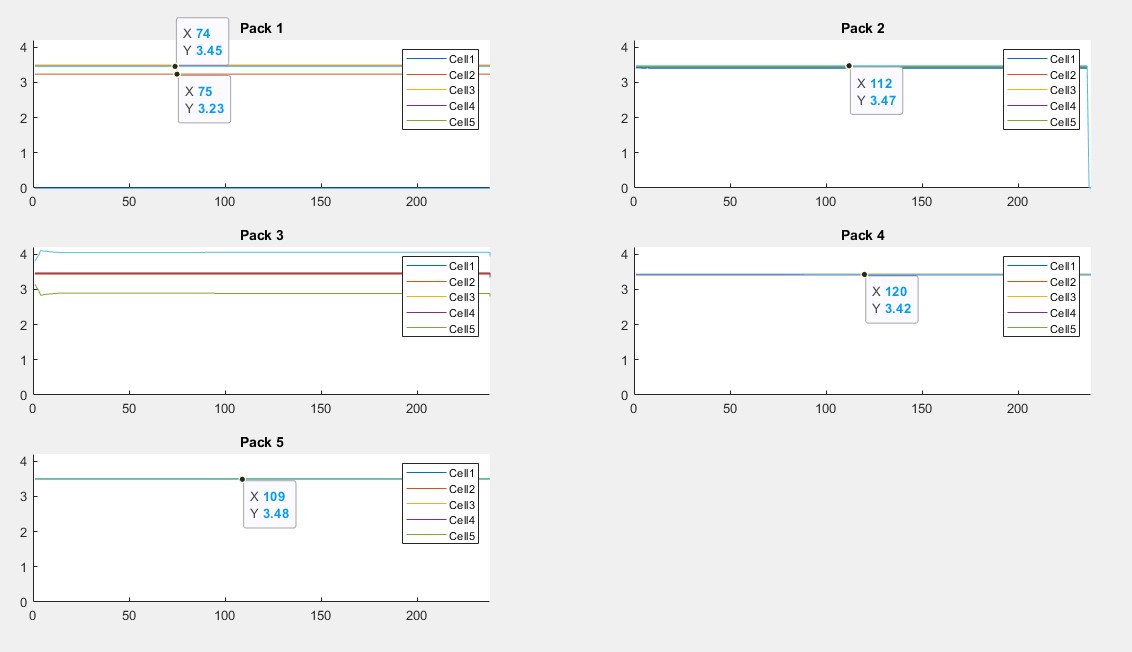 Pack 1
X 74
Y 3.45
X 75
Y 3.23
4
3
2
1
0
0
50
100
150
200
Cell1
Cell2
Cell3
Cell4
Cell5
Pack 2
X 112
Y 3.47
4
3
2
1
0
0
50
100
150
200
Cell1
Cell2
Cell3
Cell4
Cell5
Pack 3
4
3
2
1
0
0
50
100
150
200
Cell1
Cell2
Cell3
Cell4
Cell5
Pack 4
X 120
Y 3.42
4
3
2
1
0
0
50
100
150
200
Cell1
Cell2
Cell3
Cell4
Cell5
Pack 5
X 109
Y 3.48
4
3
2
1
0
0
50
100
150
200
Cell1
Cell2
Cell3
Cell4
Cell5